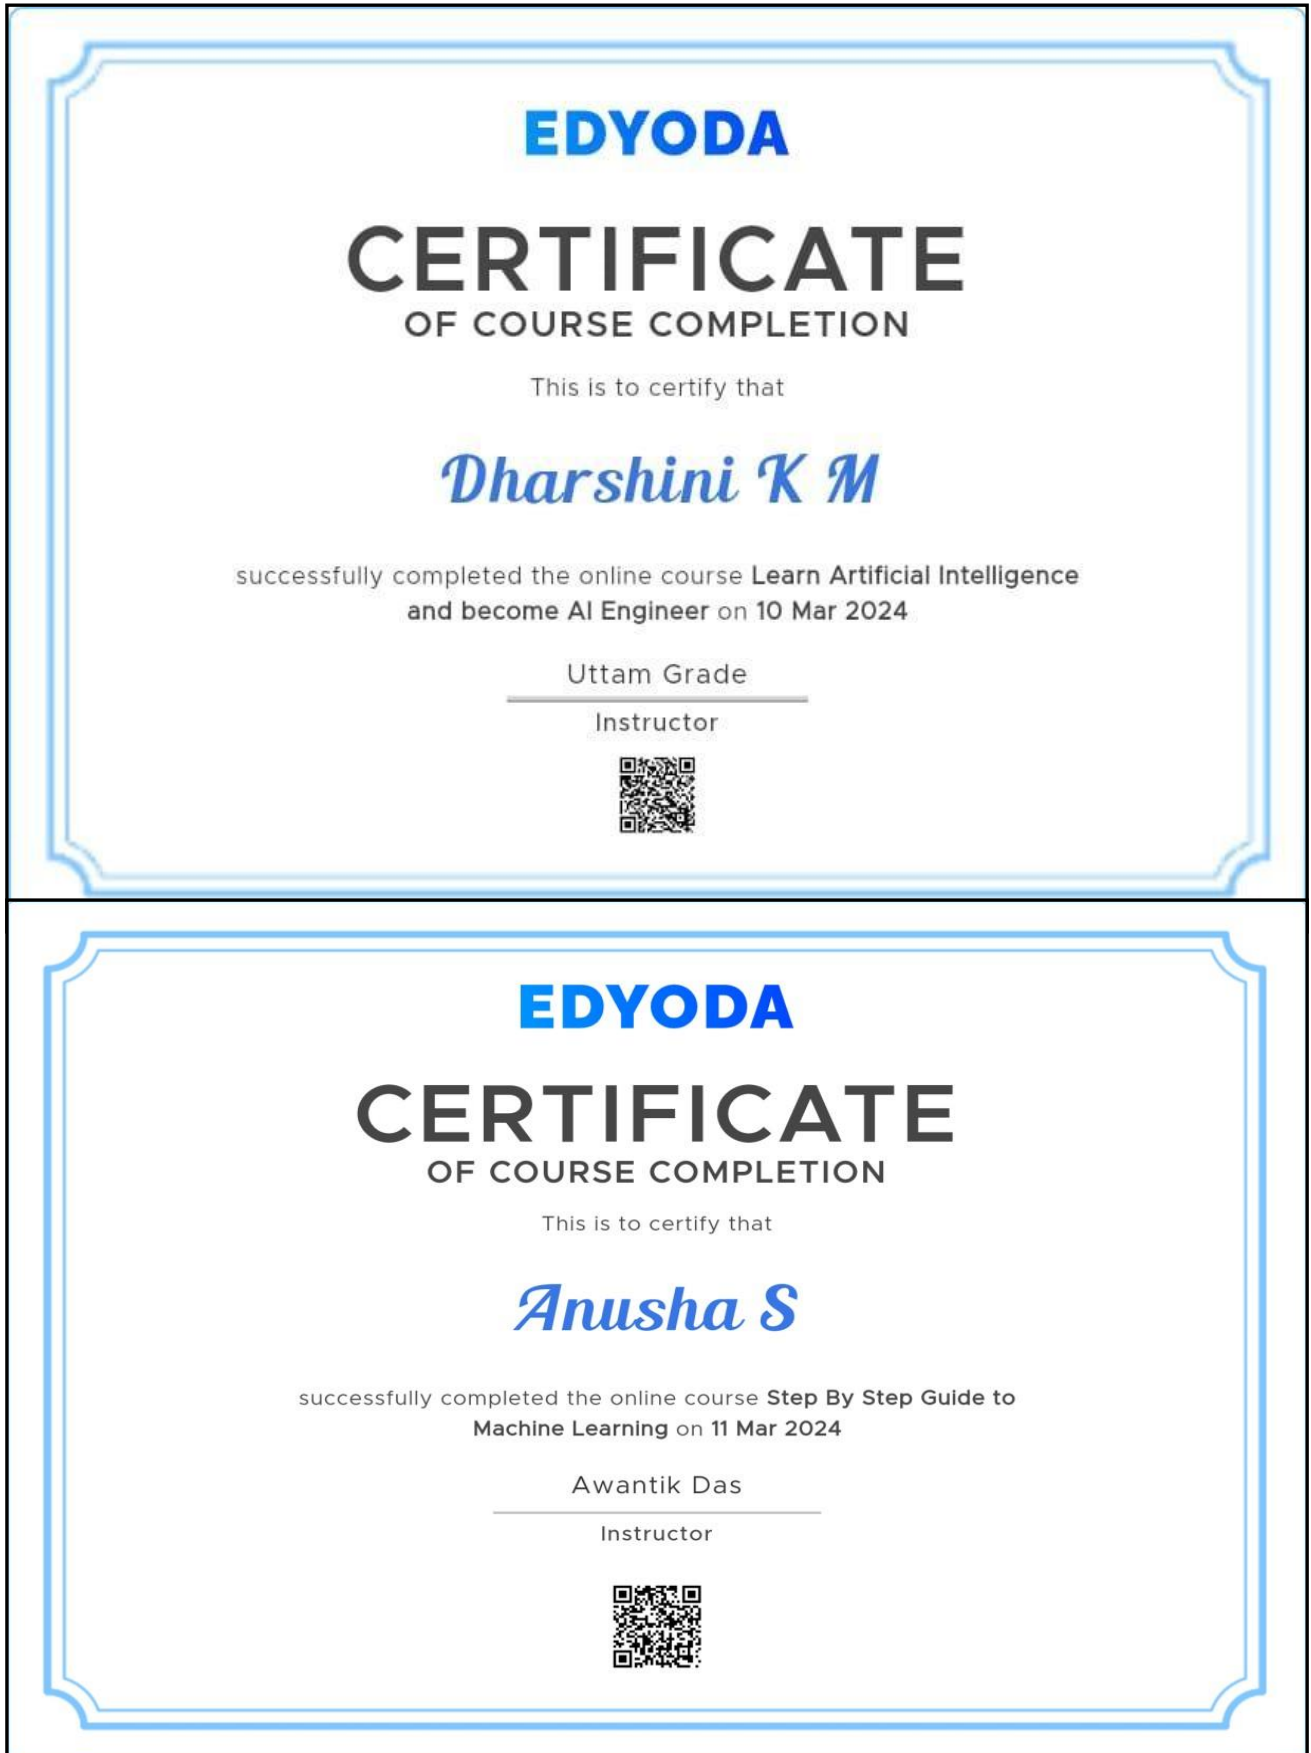 EDYODA
CERTIFICATE
OF COURSE COMPLETION
This is to certify that
Dharshini K M
successfully completed the online course Learn Artificial Intelligence
and become AI Engineer on 10 Mar 2024
Uttam Grade
Instructor
EDYODA
CERTIFICATE
OF COURSE COMPLETION
This is to certify that
Anusha S
successfully completed the online course Step By Step Guide to
Machine Learning on 11 Mar 2024
Awantik Das
Instructor